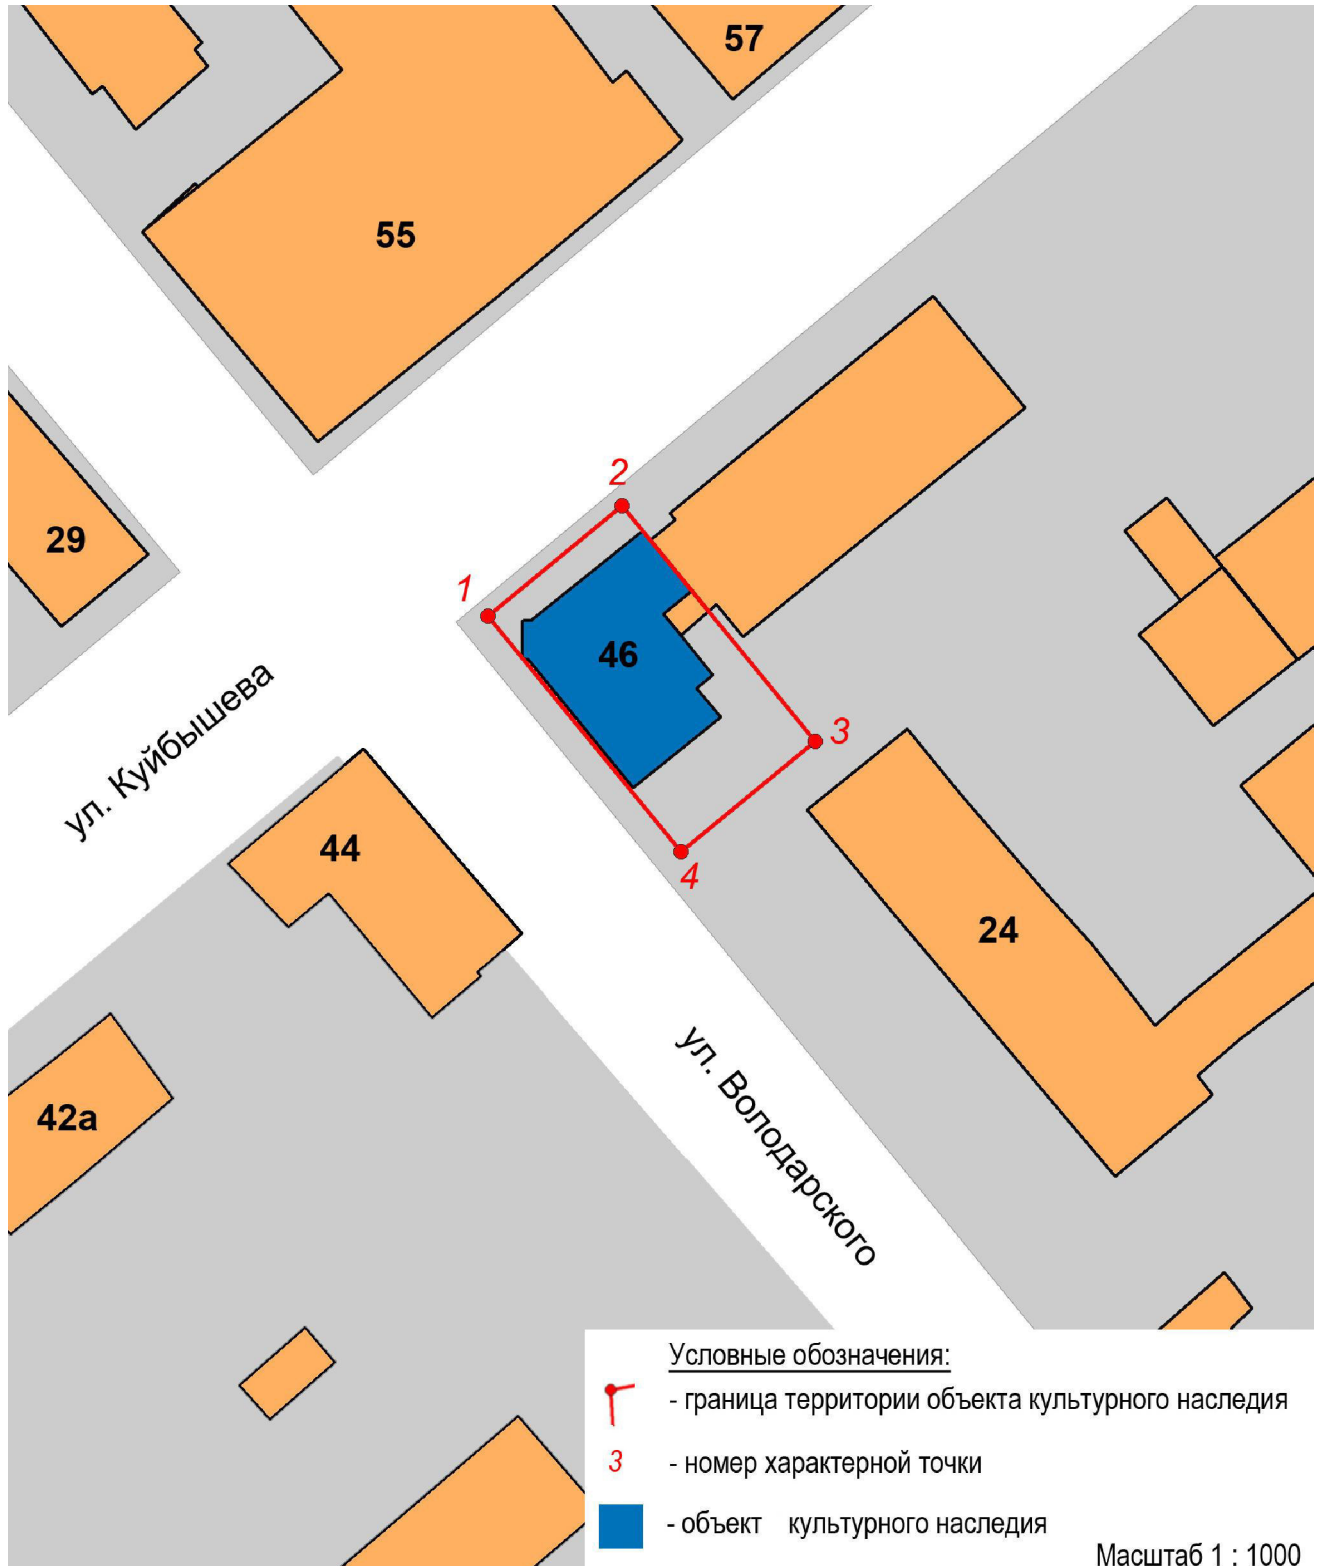 57
55
2
29
1
46
ул. Куйбышева
3
44
4
24
ул. Володарского
42а
Условные обозначения:
- граница территории объекта культурного наследия
3 - номер характерной точки
- объект культурного наследия
Масштаб 1 : 1000